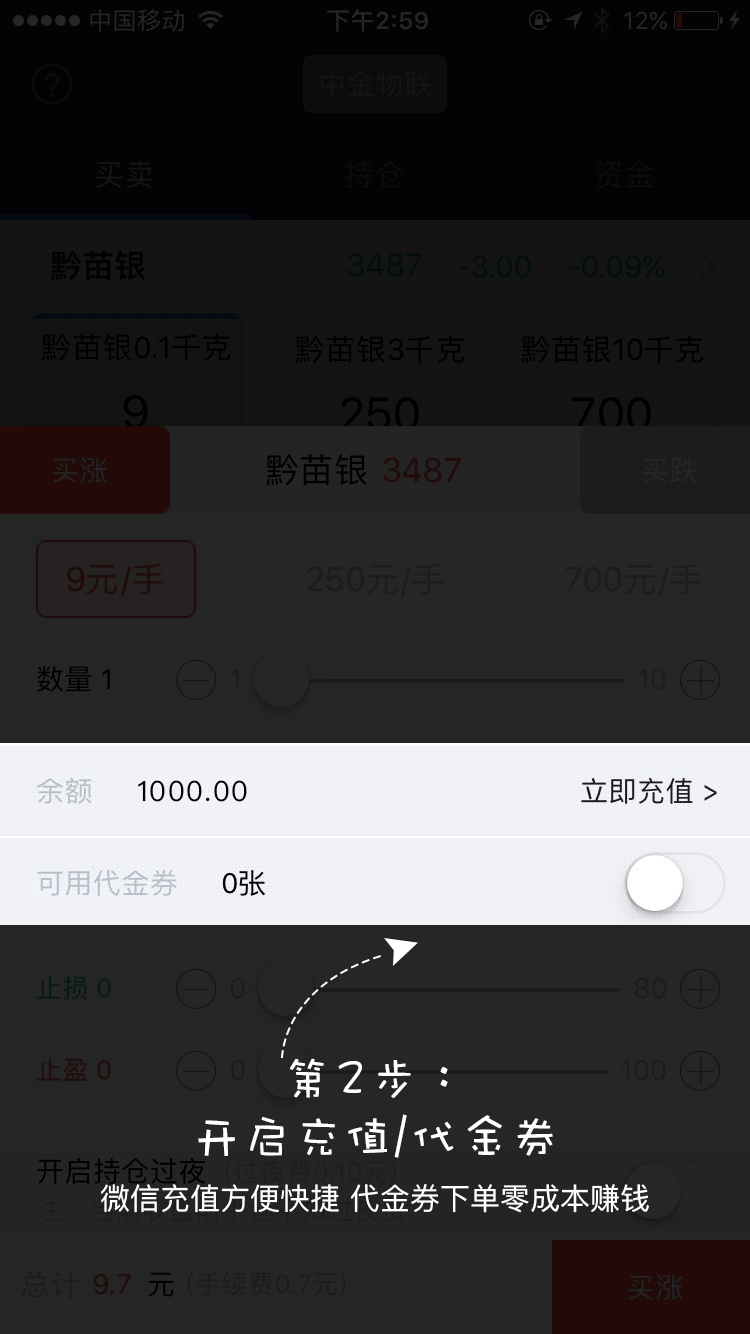 中国移动 下午2:59 12%
?
中金物联
买卖 持仓 资金
黔苗银 3487 -3.00 -0.09%
黔苗银0.1千克 黔苗银3千克 黔苗银10千克
9 250 700
买涨 黔苗银 3487 买跌
9元/手 250元/手 700元/手
数量 1 1 10
余额 1000.00 立即充值 >
可用代金券 0张
止损 0 0 80
止盈 0 0 100
第2步：
开启充值/代金券
开启持仓过夜 (过夜费0.10元)
微信充值方便快捷 代金券下单零成本赚钱
注：
总计 9.7 元 (手续费0.7元) 买涨